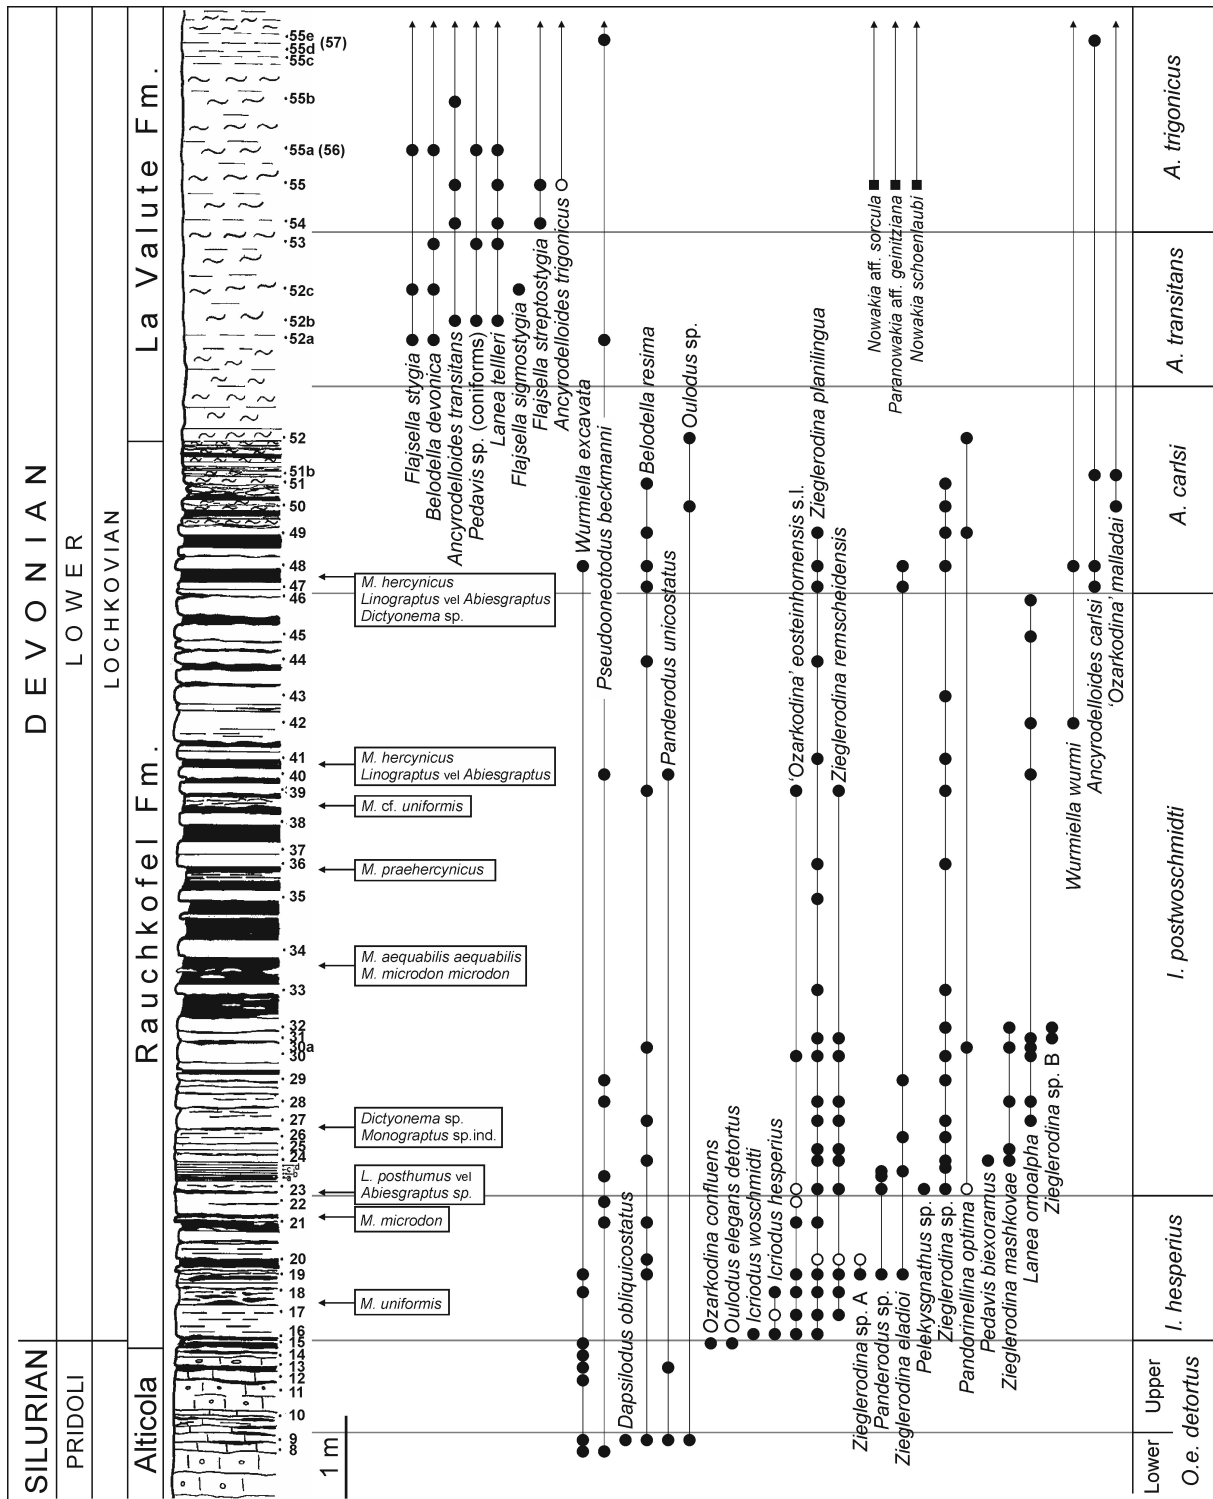 DEVONIAN
LOWER
LOCHKOVIAN
SILURIAN
PRIDOLI
La Valute Fm.
Rauchkofel Fm.
Alticola
55e
55d
(57)
55c
55b
55a (56)
55
54
53
52c
52b
52a
52
51b
51
50
49
48
47
46
45
44
43
42
41
40
39
38
37
36
35
34
33
32
31
30a
30
29
28
27
26
25
24
d
c
b
a
23
22
21
20
19
18
17
16
15
14
13
12
11
10
9
8
1 m
M. hercynicus
Linograptus vel Abiesgraptus
Dictyonema sp.
M. hercynicus
Linograptus vel Abiesgraptus
M. cf. uniformis
M. praehercynicus
M. aequabilis aequabilis
M. microdon microdon
Dictyonema sp.
Monograptus sp.ind.
L. posthumus vel
Abiesgraptus sp.
M. microdon
M. uniformis
Flajsella stygia
Belodella devonica
Ancyrodelloides transitans
Pedavis sp. (coniforms)
Lanea tellleri
Flajsella sigmostygia
Flajsella streptostygia
Ancyrodelloides trigonicus
Wurmiella excavata
Pseudooneotodus beckmanni
Dapsilodus obliquicostatus
Belodella resima
Panderodus unicostatus
Oulodus sp.
Ozarkodina confluens
Oulodus elegans detortus
Icriodus woschmidti
Icriodus hesperius
‘Ozarkodina’ eosteinhornensis s.l.
Zieglerodina planilingua
Zieglerodina remscheidensis
Zieglerodina sp. A
Panderodus sp.
Zieglerodina eladioi
Pelekysgnathus sp.
Zieglerodina sp.
Pandorinellina optima
Pedavis biexoramus
Zieglerodina mashkovae
Lanea omoalpha
Zieglerodina sp. B
Nowakia aff. sorcula
Paranowakia aff. geinitziana
Nowakia schoenlaubi
Wurmiella wurmi
Ancyrodelloides carlsi
‘Ozarkodina’ malladai
A. trigonicus
A. transitans
A. carlsi
I. postwoschmidti
I. hesperius
Upper
Lower
O.e. detortus